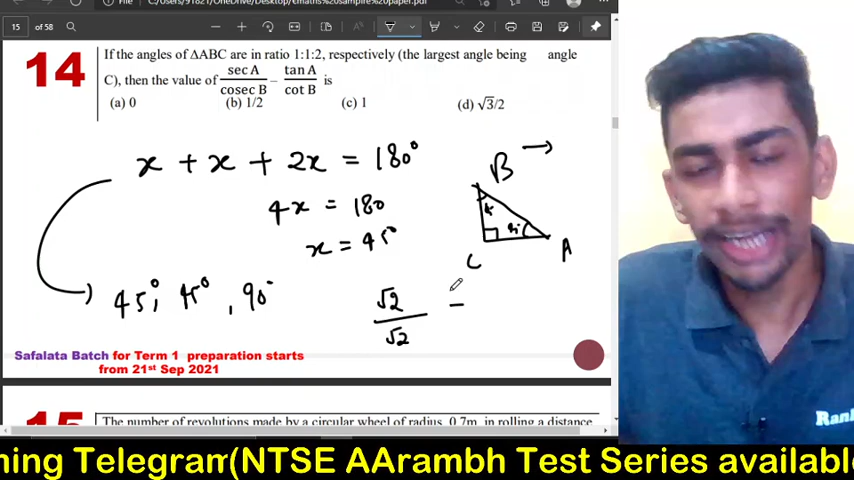 15 of 58
14
If the angles of ΔABC are in ratio 1:1:2, respectively (the largest angle being angle
C), then the value of sec A / cosec B – tan A / cot B is
(a) 0 (b) 1/2 (c) 1 (d) √3/2
x + x + 2x = 180°
4x = 180
x = 45°
45°, 45°, 90°
B →
C
A
√2 / √2 –
Safalata Batch for Term 1 preparation starts
from 21st Sep 2021
15
The number of revolutions made by a circular wheel of radius 0.7m in rolling a distance
Ran
ning Telegram(NTSE AArambh Test Series available